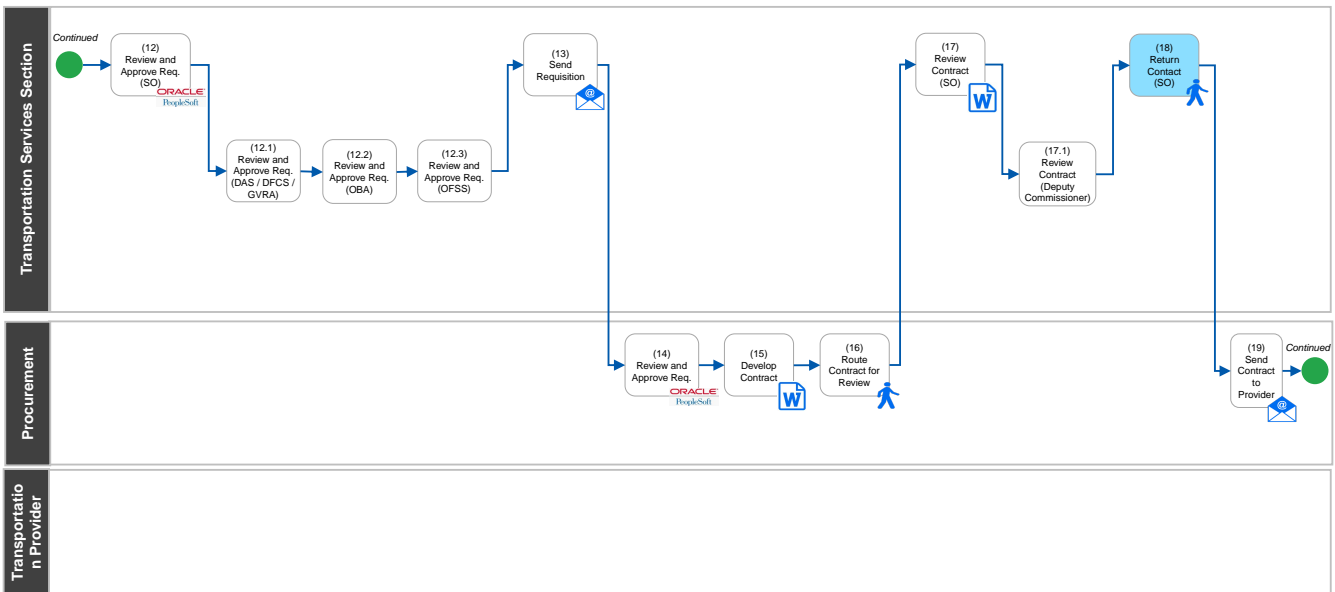 Transportation Services Section
Continued
(12)
Review and
Approve Req.
(SO)
ORACLE
PeopleSoft
(12.1)
Review and
Approve Req.
(DAS / DFCS /
GVRA)
(12.2)
Review and
Approve Req.
(OBA)
(12.3)
Review and
Approve Req.
(OFSS)
(13)
Send
Requisition
@
(17)
Review
Contract
(SO)
W
(17.1)
Review
Contract
(Deputy
Commissioner)
(18)
Return
Contact
(SO)
Procurement
(14)
Review and
Approve Req.
ORACLE
PeopleSoft
(15)
Develop
Contract
W
(16)
Route
Contract for
Review
(19)
Send
Contract
to
Provider
@
Continued
Transportatio
n Provider